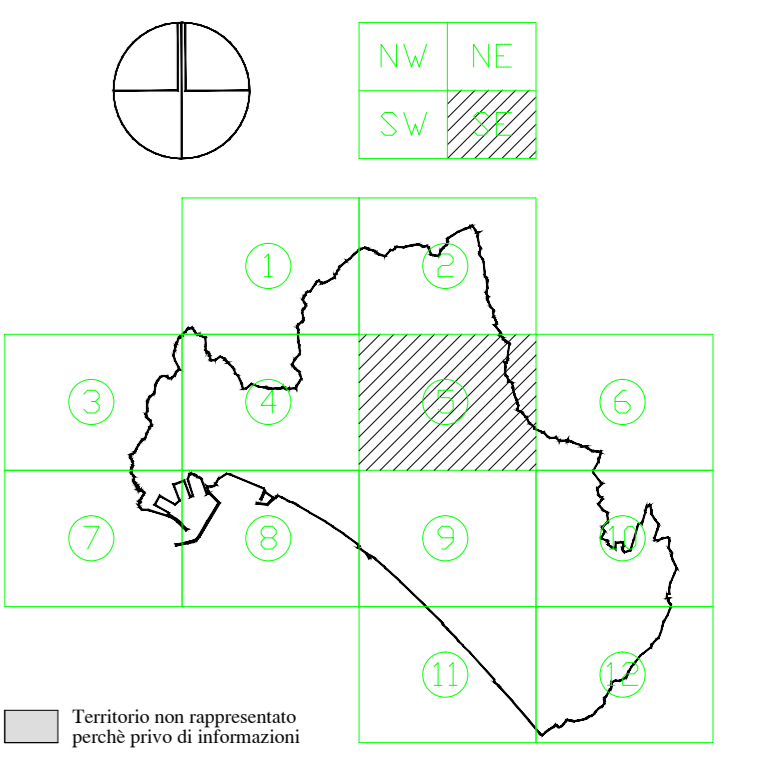 NW NE
SW SE
1 2
3 4 5 6
7 8 9 10
11 12
Territorio non rappresentato
perchè privo di informazioni